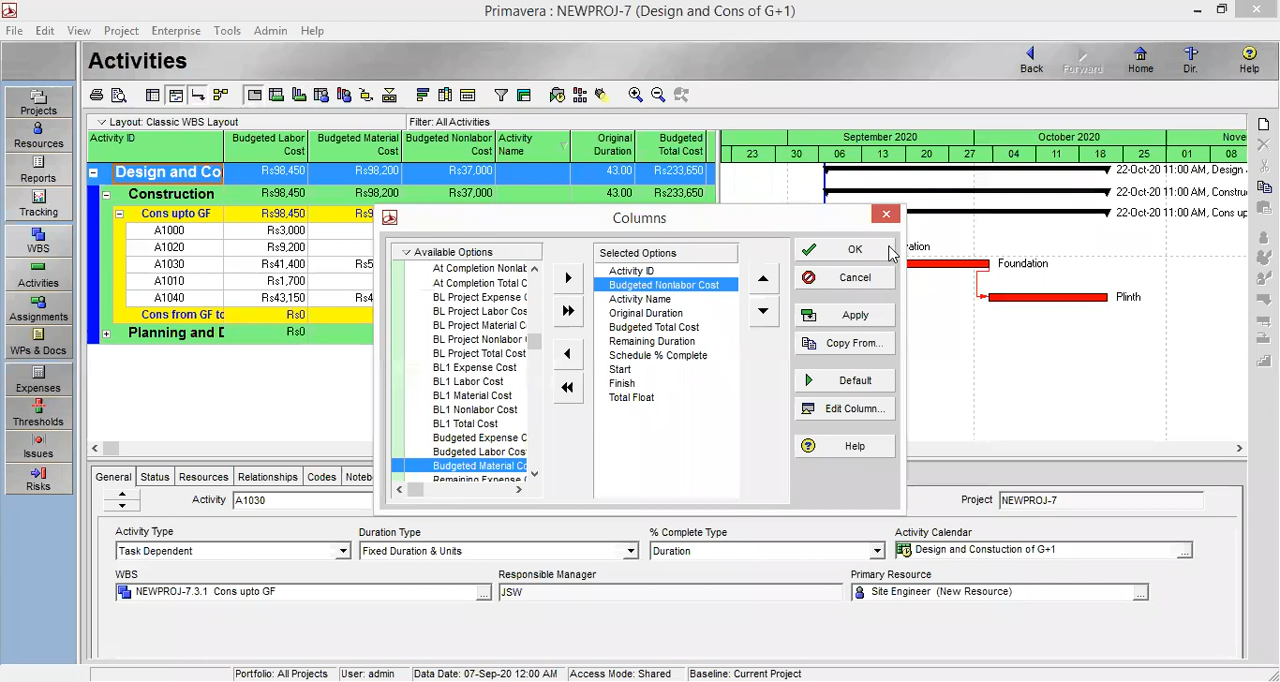 Primavera : NEWPROJ-7 (Design and Cons of G+1)
File Edit View Project Enterprise Tools Admin Help
Activities
Back Forward Home Dir. Help
Projects
Resources
Reports
Tracking
WBS
Activities
Assignments
WPs & Docs
Expenses
Thresholds
Issues
Risks
Layout: Classic WBS Layout Filter: All Activities
Activity ID Budgeted Labor Cost Budgeted Material Cost Budgeted Nonlabor Cost Activity Name Original Duration Budgeted Total Cost
September 2020 October 2020
23 30 06 13 20 27 04 11 18 25 01 08
Design and Co Rs98,450 Rs98,200 Rs37,000 43.00 Rs233,650 22-Oct-20 11:00 AM, Design
Construction Rs98,450 Rs98,200 Rs37,000 43.00 Rs233,650 22-Oct-20 11:00 AM, Constru
Cons upto GF Rs98,450 22-Oct-20 11:00 AM, Cons up
A1000 Rs3,000
A1020 Rs9,200
A1030 Rs41,400 Foundation
A1010 Rs1,700
A1040 Rs43,150 Plinth
Cons from GF to Rs0
Planning and D Rs0
Columns
Available Options
At Completion Nonlab
At Completion Total C
BL Project Expense
BL Project Labor Cos
BL Project Material C
BL Project Nonlabor
BL Project Total Cost
BL1 Expense Cost
BL1 Labor Cost
BL1 Material Cost
BL1 Nonlabor Cost
BL1 Total Cost
Budgeted Expense C
Budgeted Labor Cos
Budgeted Material Co
Remaining Expense
Selected Options
Activity ID
Budgeted Nonlabor Cost
Activity Name
Original Duration
Budgeted Total Cost
Remaining Duration
Schedule % Complete
Start
Finish
Total Float
OK
Cancel
Apply
Copy From...
Default
Edit Column...
Help
General Status Resources Relationships Codes Noteb
Activity A1030 Project NEWPROJ-7
Activity Type Duration Type % Complete Type Activity Calendar
Task Dependent Fixed Duration & Units Duration Design and Constuction of G+1
WBS Responsible Manager Primary Resource
NEWPROJ-7.3.1 Cons upto GF JSW Site Engineer (New Resource)
Portfolio: All Projects User: admin Data Date: 07-Sep-20 12:00 AM Access Mode: Shared Baseline: Current Project